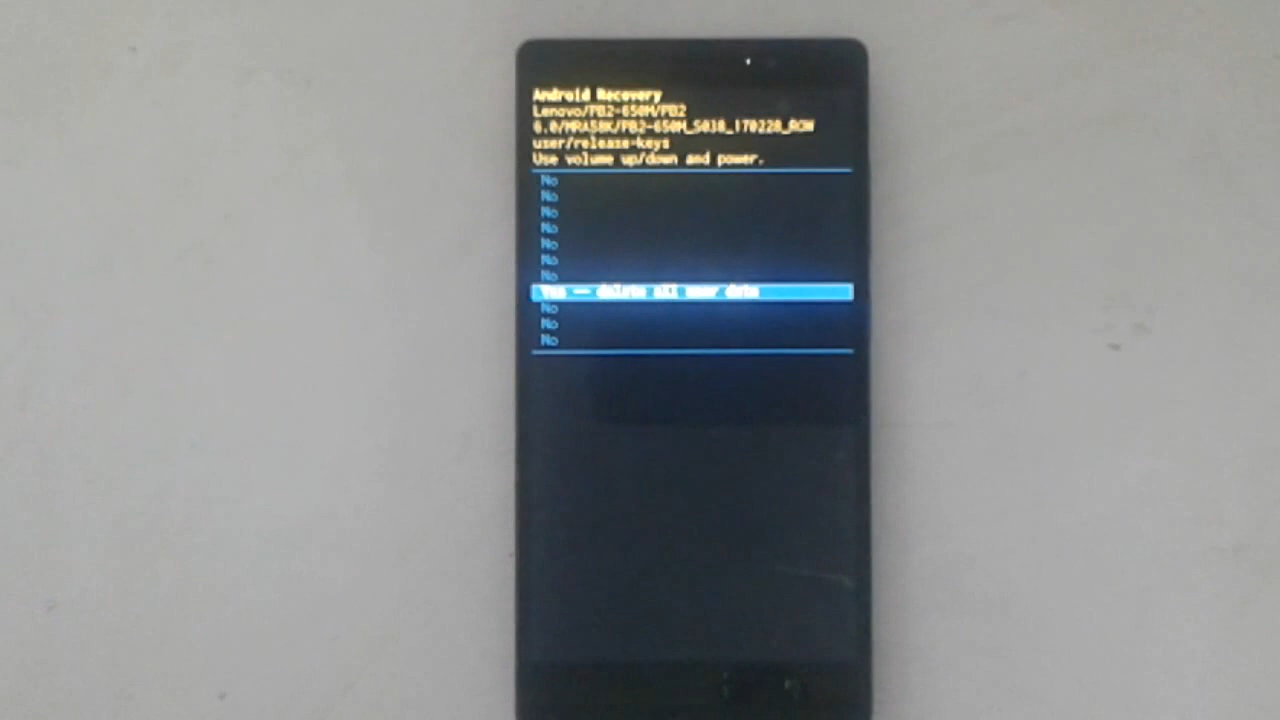 Android Recovery
Lenovo/PB2-650M/PB2
6.0/MRA58K/PB2-650M_S038_170228_ROW
user/release-keys
Use volume up/down and power.
No
No
No
No
No
No
No
Yes -- delete all user data
No
No
No